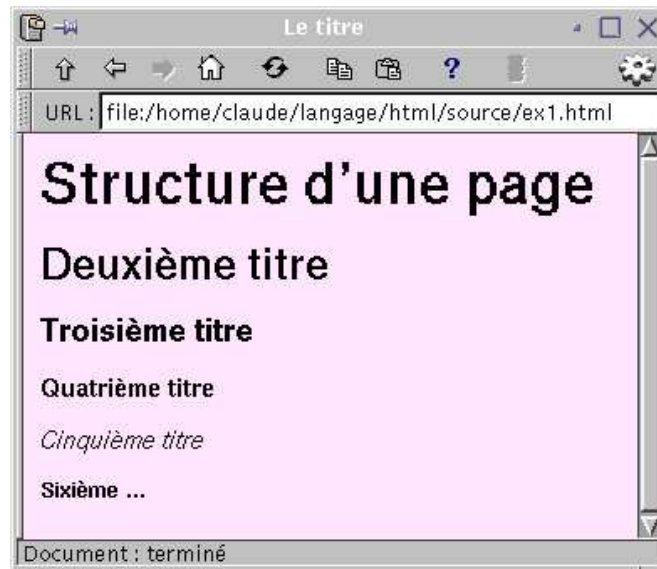 Le titre
?
URL : file:/home/claude/langage/html/source/ex1.html
Structure d'une page
Deuxième titre
Troisième titre
Quatrième titre
Cinquième titre
Sixième ...
Document : terminé